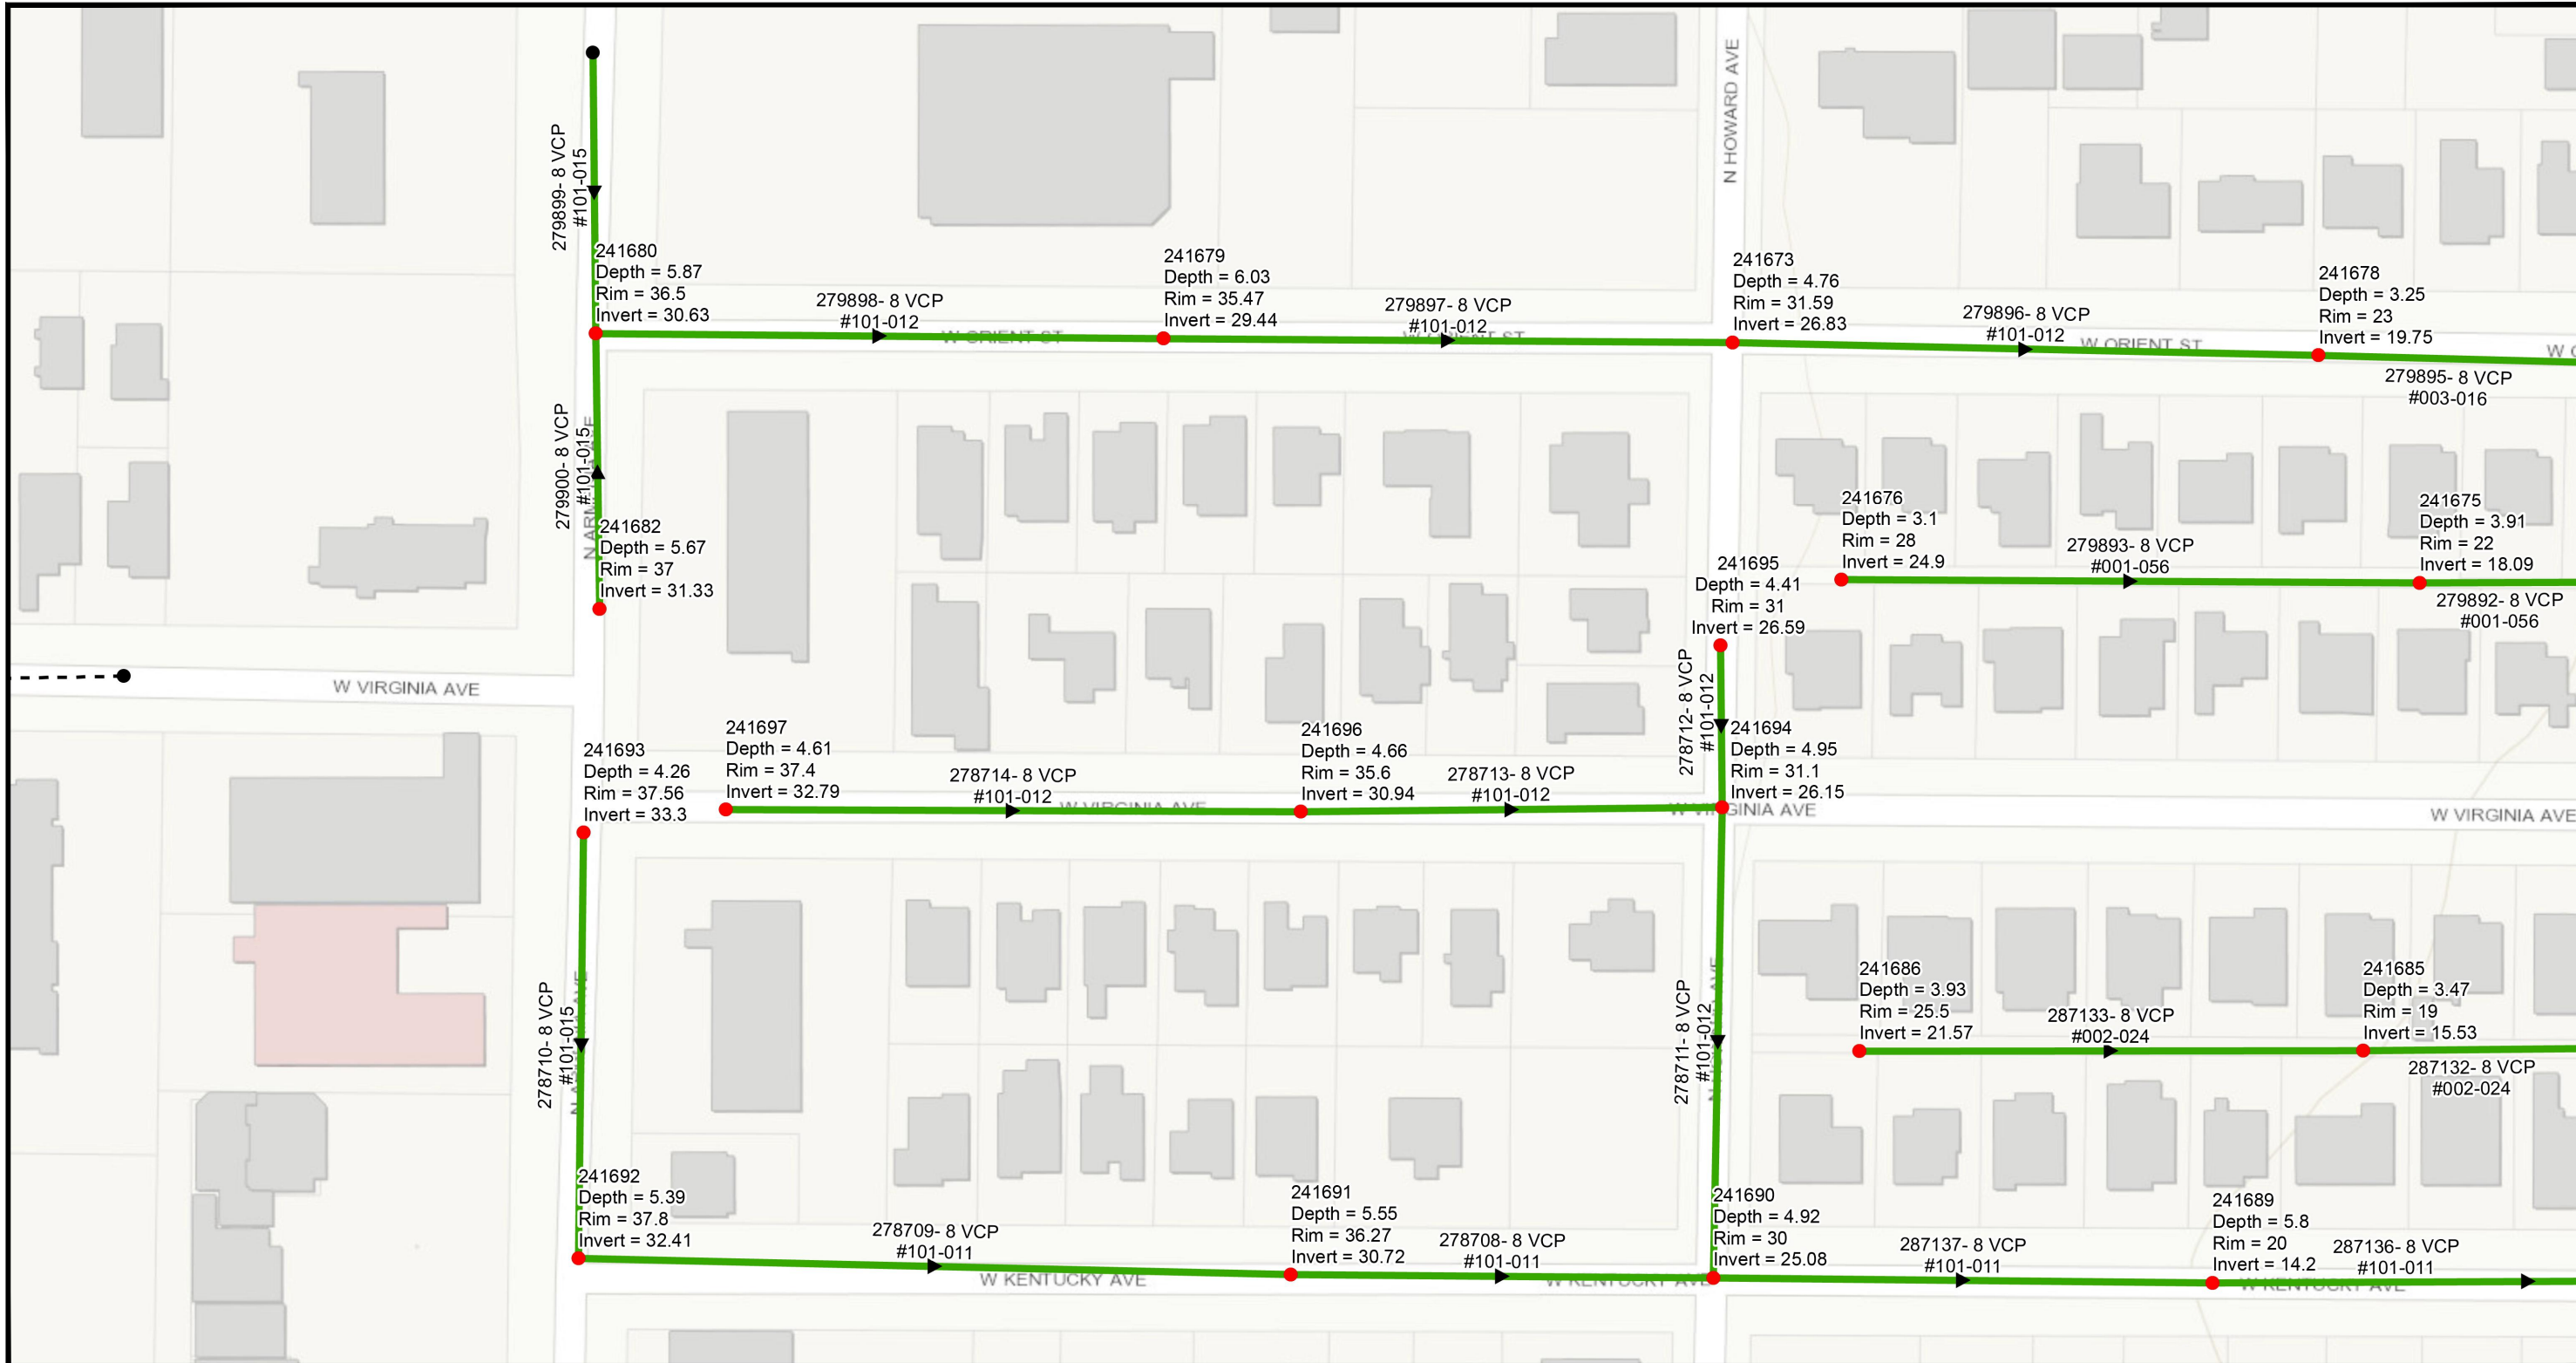 N HOWARD AVE
279899- 8 VCP
#101-015
241680
Depth = 5.87
Rim = 36.5
Invert = 30.63
279898- 8 VCP
#101-012
W ORIENT ST
241679
Depth = 6.03
Rim = 35.47
Invert = 29.44
279897- 8 VCP
#101-012
W ORIENT ST
241673
Depth = 4.76
Rim = 31.59
Invert = 26.83
279896- 8 VCP
#101-012
W ORIENT ST
241678
Depth = 3.25
Rim = 23
Invert = 19.75
279895- 8 VCP
#003-016
279900- 8 VCP
#101-015
241682
Depth = 5.67
Rim = 37
Invert = 31.33
241676
Depth = 3.1
Rim = 28
Invert = 24.9
279893- 8 VCP
#001-056
241675
Depth = 3.91
Rim = 22
Invert = 18.09
279892- 8 VCP
#001-056
241695
Depth = 4.41
Rim = 31
Invert = 26.59
278712- 8 VCP
#101-012
W VIRGINIA AVE
241693
Depth = 4.26
Rim = 37.56
Invert = 33.3
241697
Depth = 4.61
Rim = 37.4
Invert = 32.79
278714- 8 VCP
#101-012
W VIRGINIA AVE
241696
Depth = 4.66
Rim = 35.6
Invert = 30.94
278713- 8 VCP
#101-012
241694
Depth = 4.95
Rim = 31.1
Invert = 26.15
W VIRGINIA AVE
W VIRGINIA AVE
278710- 8 VCP
#101-015
278711- 8 VCP
#101-012
241686
Depth = 3.93
Rim = 25.5
Invert = 21.57
287133- 8 VCP
#002-024
241685
Depth = 3.47
Rim = 19
Invert = 15.53
287132- 8 VCP
#002-024
241692
Depth = 5.39
Rim = 37.8
Invert = 32.41
278709- 8 VCP
#101-011
W KENTUCKY AVE
241691
Depth = 5.55
Rim = 36.27
Invert = 30.72
278708- 8 VCP
#101-011
W KENTUCKY AVE
241690
Depth = 4.92
Rim = 30
Invert = 25.08
287137- 8 VCP
#101-011
241689
Depth = 5.8
Rim = 20
Invert = 14.2
287136- 8 VCP
#101-011
W KENTUCKY AVE